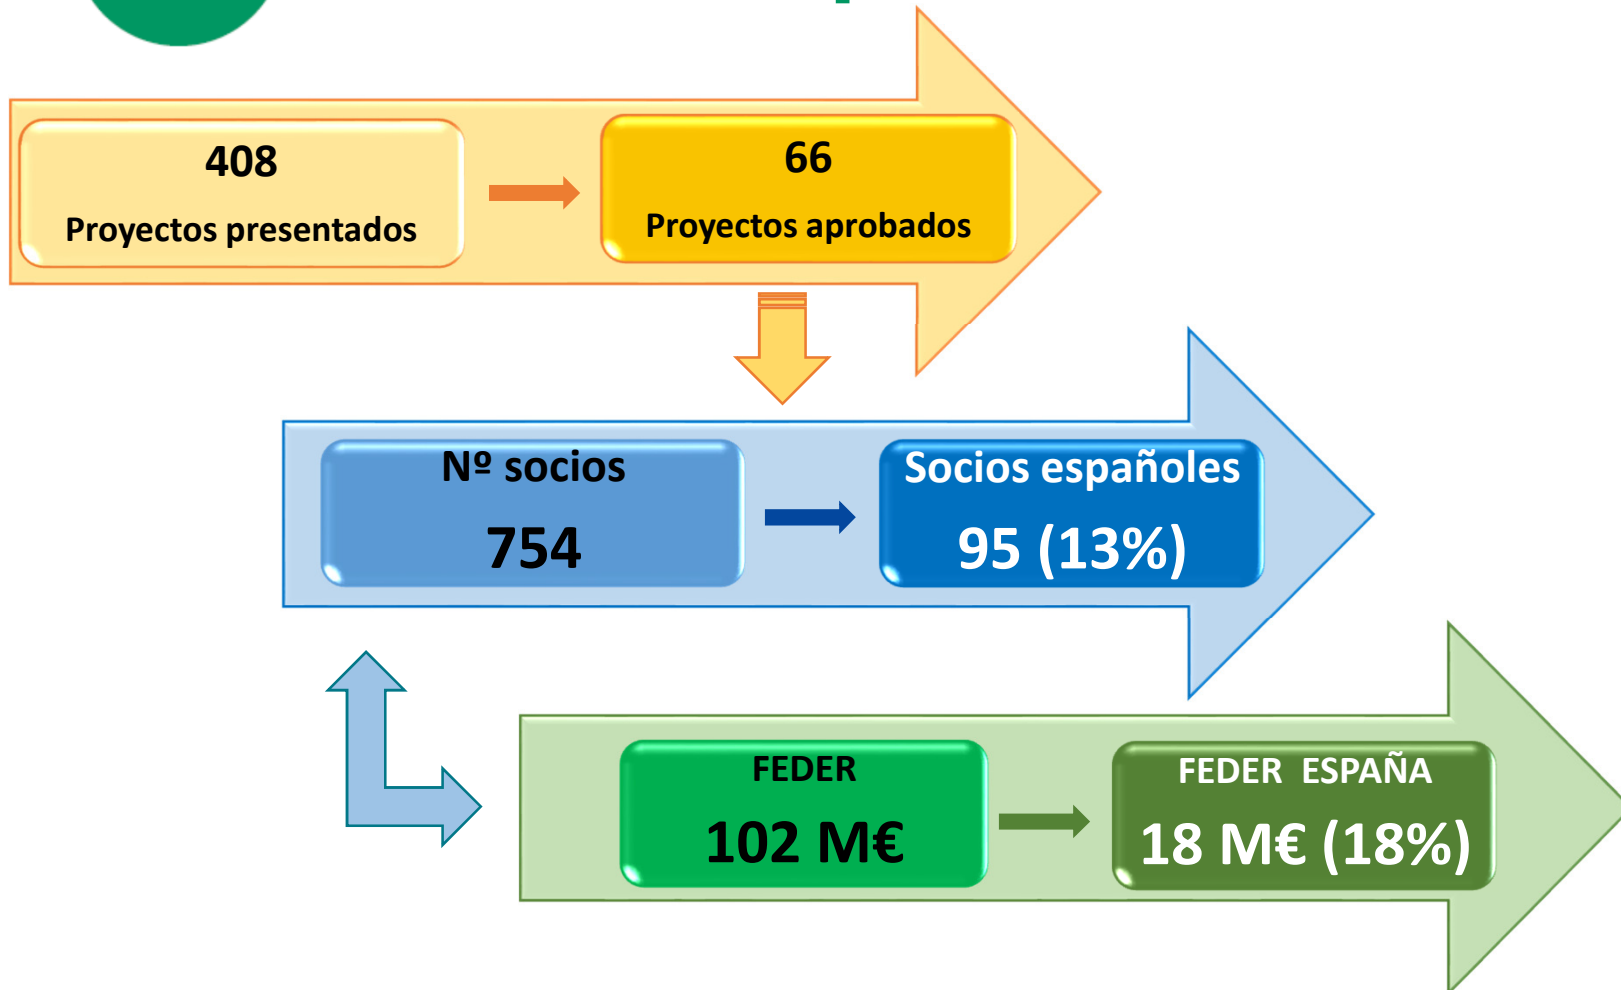 408
Proyectos presentados
66
Proyectos aprobados
Nº socios
754
Socios españoles
95 (13%)
FEDER
102 M€
FEDER ESPAÑA
18 M€ (18%)